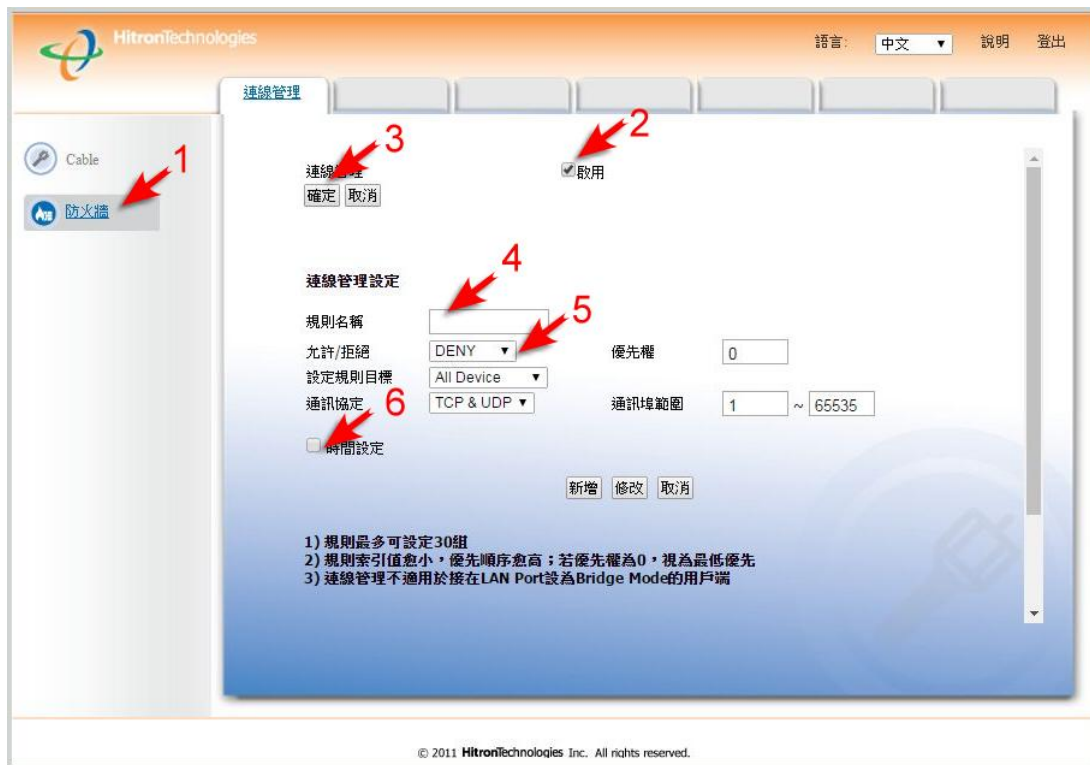 HitronTechnologies
語言: 中文 說明 登出
連線管理
Cable
防火牆
1
2
3
連線管理 啟用
確定 取消
4
連線管理設定
5
規則名稱
允許/拒絕 DENY 優先權 0
設定規則目標 All Device
6
通訊協定 TCP & UDP 通訊埠範圍 1 ~ 65535
時間設定
新增 修改 取消
1) 規則最多可設定30組
2) 規則索引值愈小，優先順序愈高；若優先權為0，視為最低優先
3) 連線管理不適用於接在LAN Port設為Bridge Mode的用戶端
© 2011 HitronTechnologies Inc. All rights reserved.